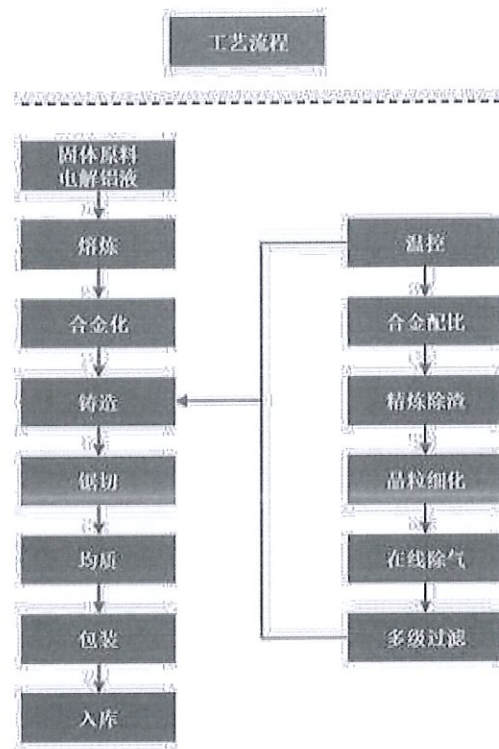 工艺流程
固体原料
电解铝液
熔炼
合金化
铸造
锯切
均质
包装
入库
温控
合金配比
精炼除渣
晶粒细化
在线除气
多级过滤